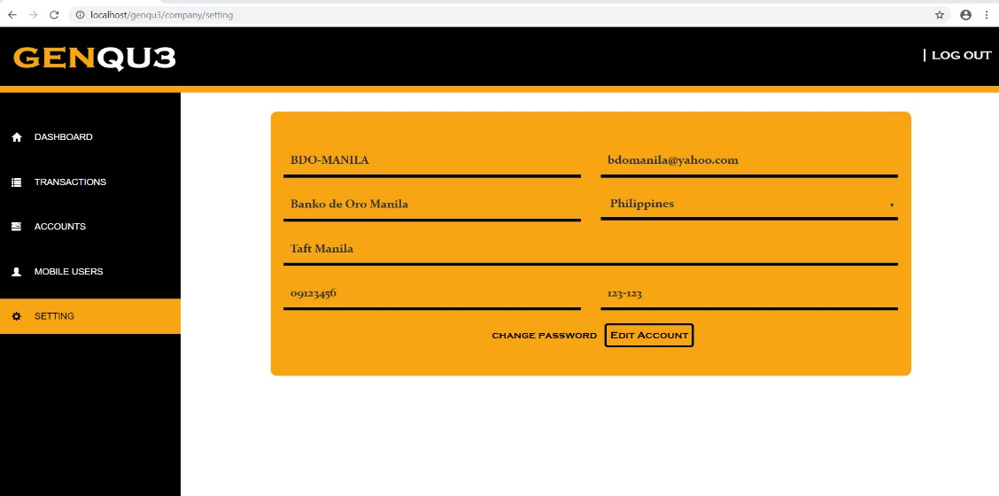 localhost/genqu3/company/setting
GENQU3
LOG OUT
DASHBOARD
TRANSACTIONS
ACCOUNTS
MOBILE USERS
SETTING
BDO-MANILA
bdomanila@yahoo.com
Banko de Oro Manila
Philippines
Taft Manila
09123456
123-123
CHANGE PASSWORD
EDIT ACCOUNT